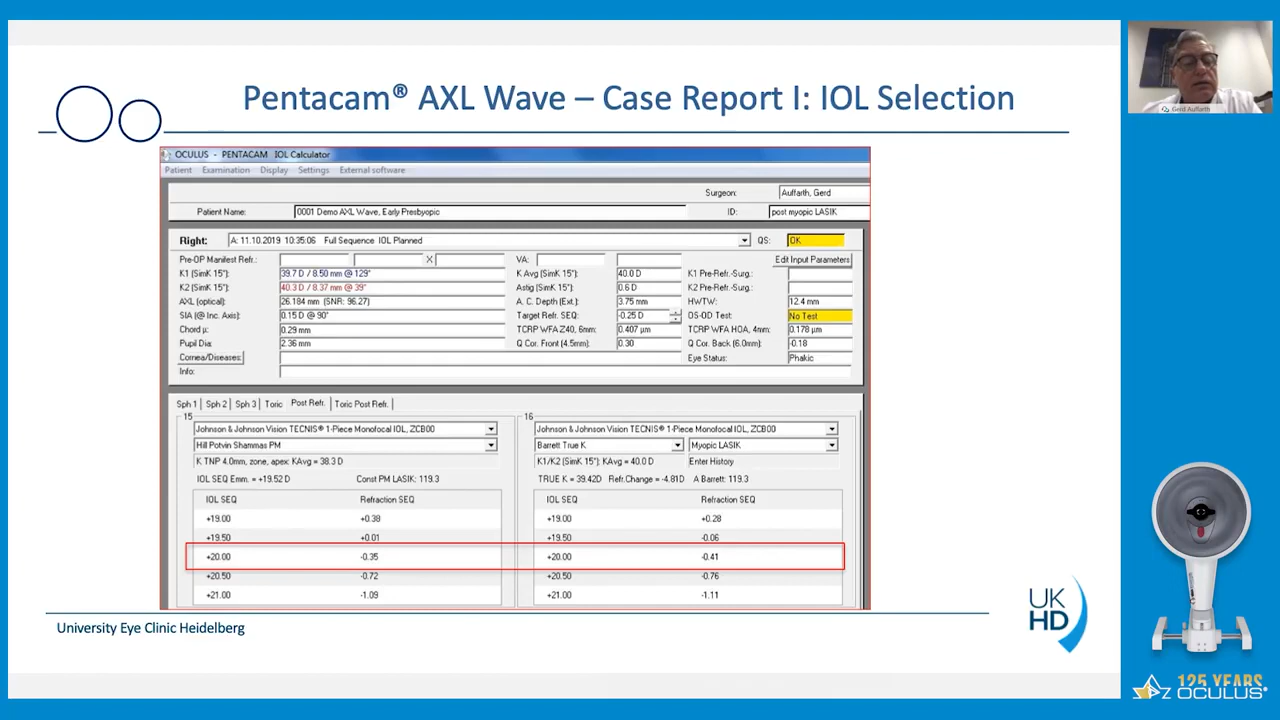 Pentacam® AXL Wave – Case Report I: IOL Selection
Gerd Auffarth
OCULUS - PENTACAM IOL Calculator
Patient Examination Display Settings External software
Surgeon: Auffarth, Gerd
Patient Name: 0001 Demo AXL Wave, Early Presbyopic ID: post myopic LASIK
Right: A: 11.10.2019 10:35:06 Full Sequence IOL Planned QS: OK
Pre-OP Manifest Refr.: X VA: Edit Input Parameters
K1 (SimK 15"): 39.7 D / 8.50 mm @ 129° K Avg (SimK 15"): 40.0 D K1 Pre-Refr.-Surg.:
K2 (SimK 15"): 40.3 D / 8.37 mm @ 39° Astig (SimK 15"): 0.6 D K2 Pre-Refr.-Surg.:
AXL (optical): 26.184 mm (SNR: 96.27) A. C. Depth (Ext.): 3.75 mm HWTW: 12.4 mm
SIA (@ Inc. Axis): 0.15 D @ 90° Target Refr. SEQ: -0.25 D OS-OD Test: No Test
Chord µ: 0.29 mm TCRP WFA Z40, 6mm: 0.407 µm TCRP WFA HOA, 4mm: 0.178 µm
Pupil Dia: 2.36 mm Q Cor. Front (4.5mm): 0.30 Q Cor. Back (6.0mm): -0.18
Cornea/Diseases: Eye Status: Phakic
Info:
Sph 1 Sph 2 Sph 3 Toric Post Refr. Toric Post Refr.
15 16
Johnson & Johnson Vision TECNIS® 1-Piece Monofocal IOL, ZCB00 Johnson & Johnson Vision TECNIS® 1-Piece Monofocal IOL, ZCB00
Hill Potvin Shammas PM Barrett True K Myopic LASIK
K TNP 4.0mm, zone, apex: KAvg = 38.3 D K1/K2 (SimK 15"): KAvg = 40.0 D Enter History
IOL SEQ Emm. = +19.52 D Const PM LASIK: 119.3 TRUE K = 39.42D Refr.Change = -4.81D A Barrett: 119.3
IOL SEQ Refraction SEQ IOL SEQ Refraction SEQ
+19.00 +0.38 +19.00 +0.28
+19.50 +0.01 +19.50 -0.06
+20.00 -0.35 +20.00 -0.41
+20.50 -0.72 +20.50 -0.76
+21.00 -1.09 +21.00 -1.11
University Eye Clinic Heidelberg
UK
HD
125 YEARS
OCULUS®